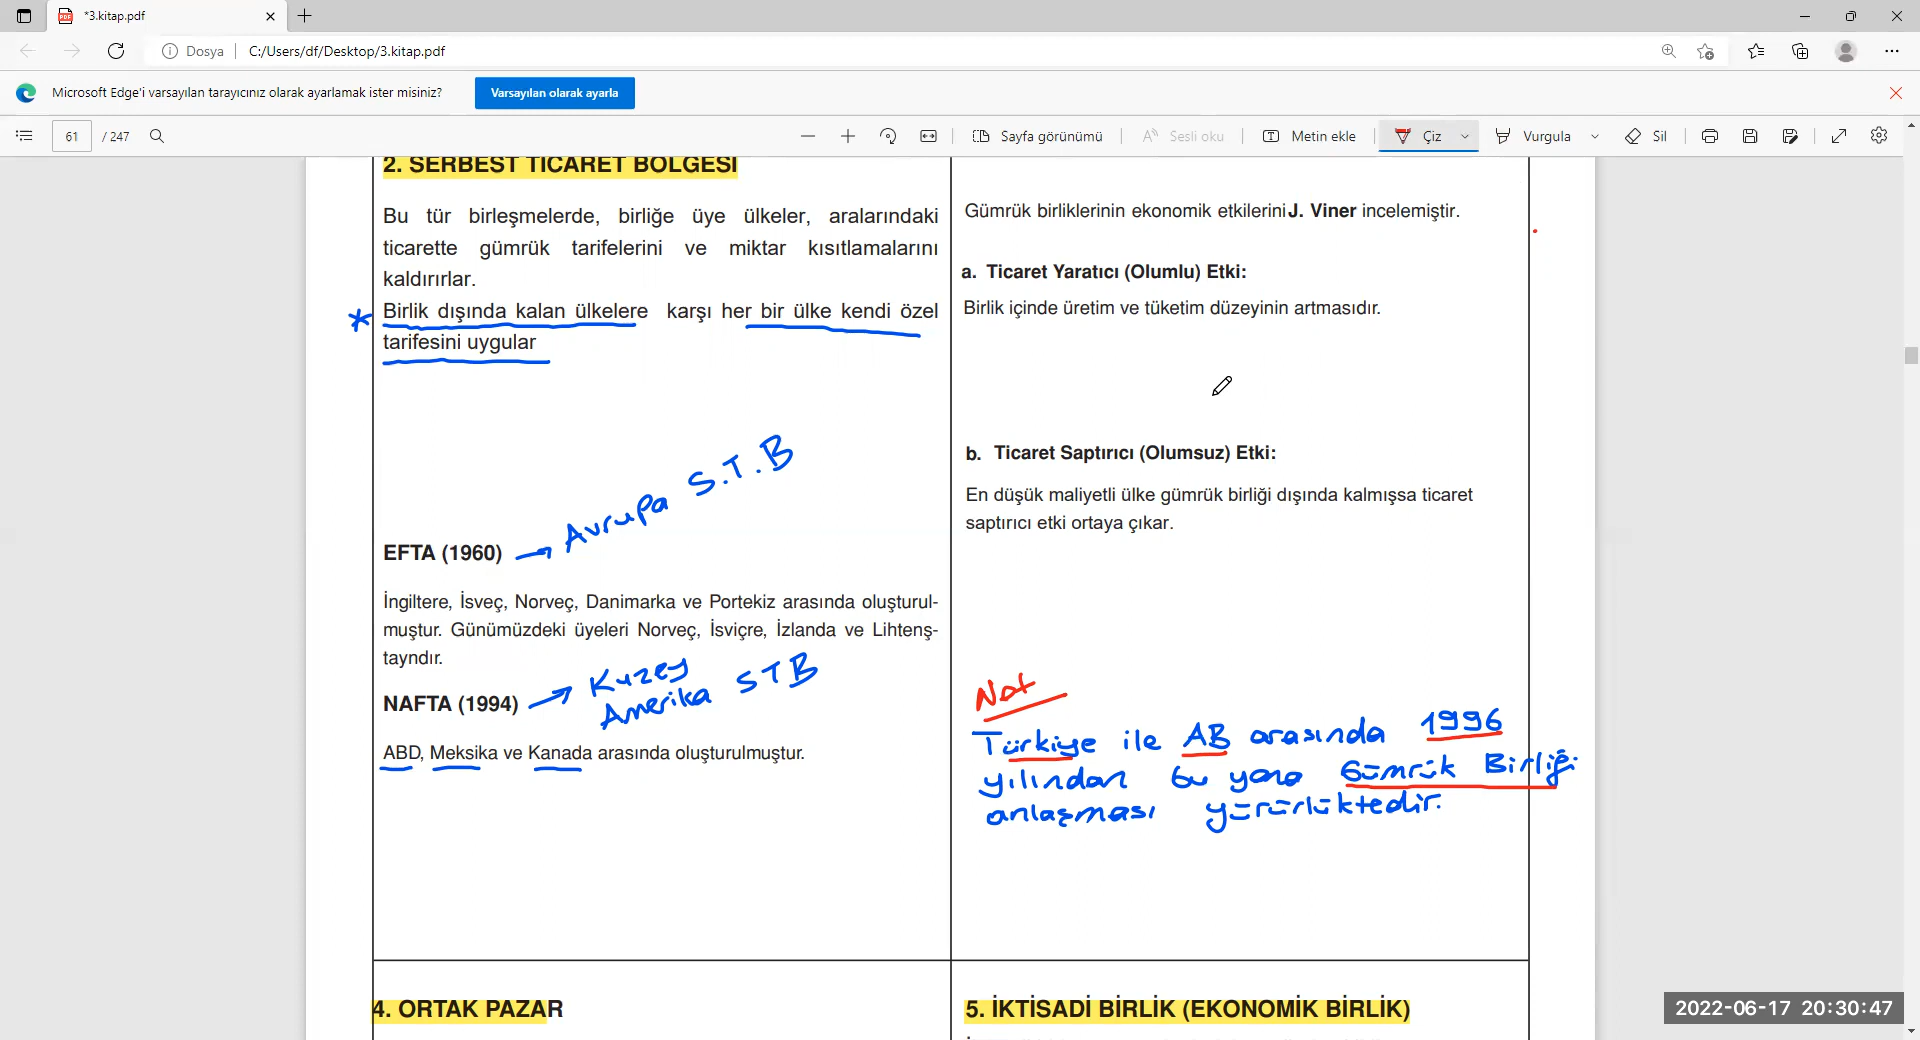 *3.kitap.pdf
Dosya
C:/Users/df/Desktop/3.kitap.pdf
Microsoft Edge'i varsayılan tarayıcınız olarak ayarlamak ister misiniz?
Varsayılan olarak ayarla
61 / 247
Sayfa görünümü
Sesli oku
Metin ekle
Çiz
Vurgula
Sil
2. SERBEST TİCARET BÖLGESİ
Bu tür birleşmelerde, birliğe üye ülkeler, aralarındaki
ticarette gümrük tarifelerini ve miktar kısıtlamalarını
kaldırırlar.
* Birlik dışında kalan ülkelere karşı her bir ülke kendi özel
tarifesini uygular
Avrupa S.T.B
EFTA (1960) →
İngiltere, İsveç, Norveç, Danimarka ve Portekiz arasında oluşturul-
muştur. Günümüzdeki üyeleri Norveç, İsviçre, İzlanda ve Lihtenş-
tayndır.
NAFTA (1994) → Kuzey
Amerika STB
ABD, Meksika ve Kanada arasında oluşturulmuştur.
Gümrük birliklerinin ekonomik etkileriniJ. Viner incelemiştir.
a. Ticaret Yaratıcı (Olumlu) Etki:
Birlik içinde üretim ve tüketim düzeyinin artmasıdır.
b. Ticaret Saptırıcı (Olumsuz) Etki:
En düşük maliyetli ülke gümrük birliği dışında kalmışsa ticaret
saptırıcı etki ortaya çıkar.
Not
Türkiye ile AB arasında 1996
yılından bu yana Gümrük Birliği
anlaşması yürürlüktedir.
4. ORTAK PAZAR
5. İKTİSADİ BİRLİK (EKONOMİK BİRLİK)
2022-06-17 20:30:47